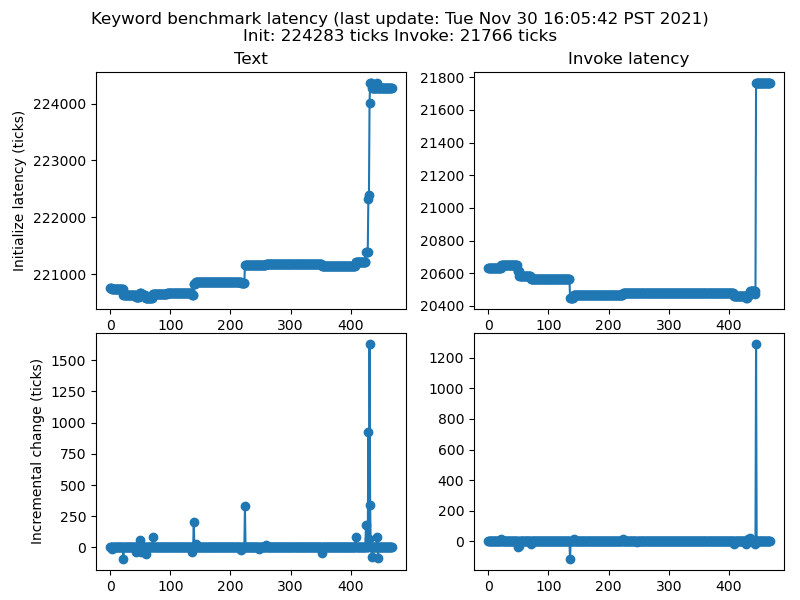 Keyword benchmark latency (last update: Tue Nov 30 16:05:42 PST 2021)
Init: 224283 ticks Invoke: 21766 ticks
Text
Invoke latency
Initialize latency (ticks)
224000
223000
222000
221000
0 100 200 300 400
21800
21600
21400
21200
21000
20800
20600
20400
0 100 200 300 400
Incremental change (ticks)
1500
1250
1000
750
500
250
0
0 100 200 300 400
1200
1000
800
600
400
200
0
0 100 200 300 400